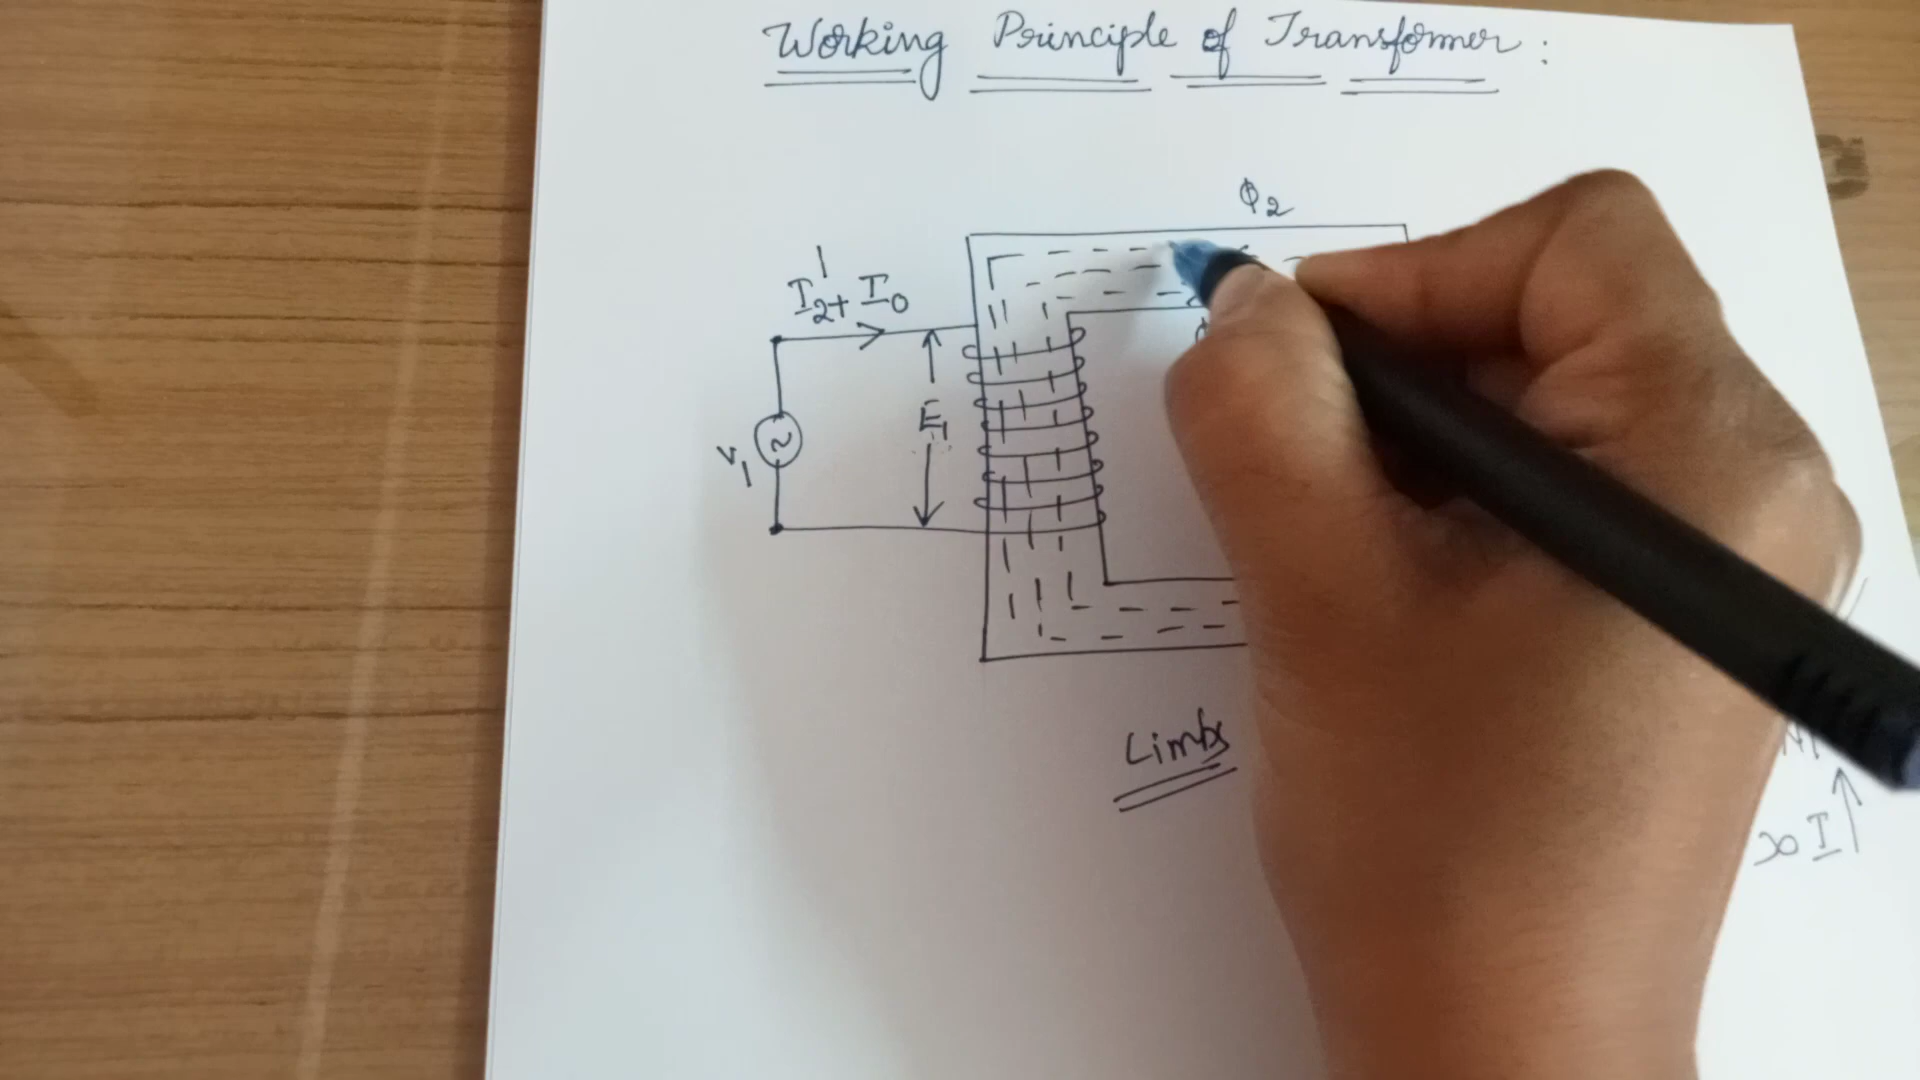 Working Principle of Transformer :
Φ2
I2' + I0
E1
V1
Limbs
I